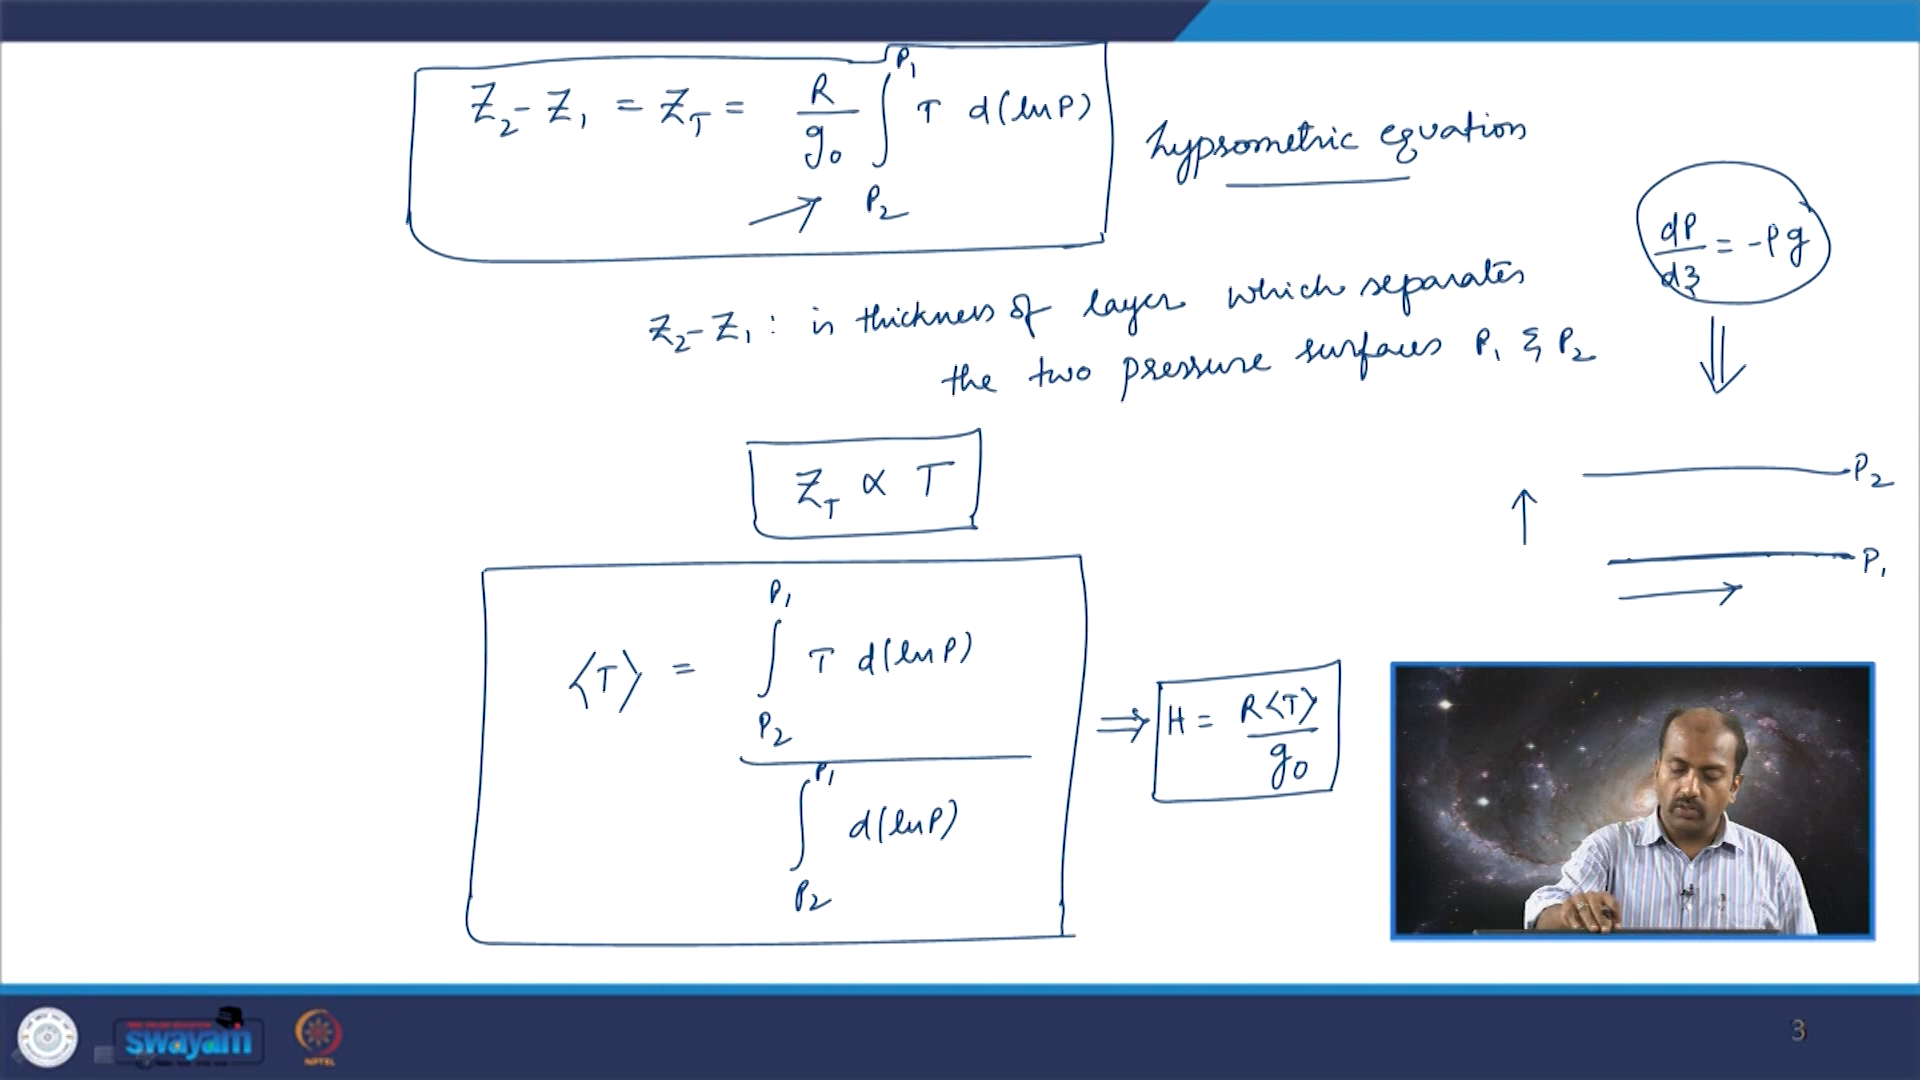 Z₂ - Z₁ = Z_T = R/g₀ ∫_{P₂}^{P₁} T d(ln P)
hypsometric equation
dP/dz = -ρg
Z₂ - Z₁ : is thickness of layer which separates
the two pressure surfaces P₁ & P₂
Z_T ∝ T
P₂
P₁
⟨T⟩ = ∫_{P₂}^{P₁} T d(ln P) / ∫_{P₂}^{P₁} d(ln P)
⇒ H = R⟨T⟩/g₀
swayam
NPTEL
3